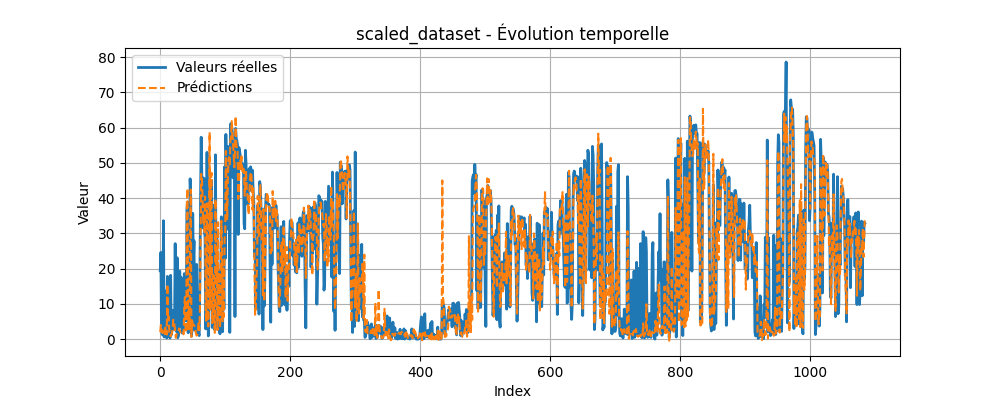 scaled_dataset - Évolution temporelle
Valeurs réelles
Prédictions
Valeur
80
70
60
50
40
30
20
10
0
0 200 400 600 800 1000
Index